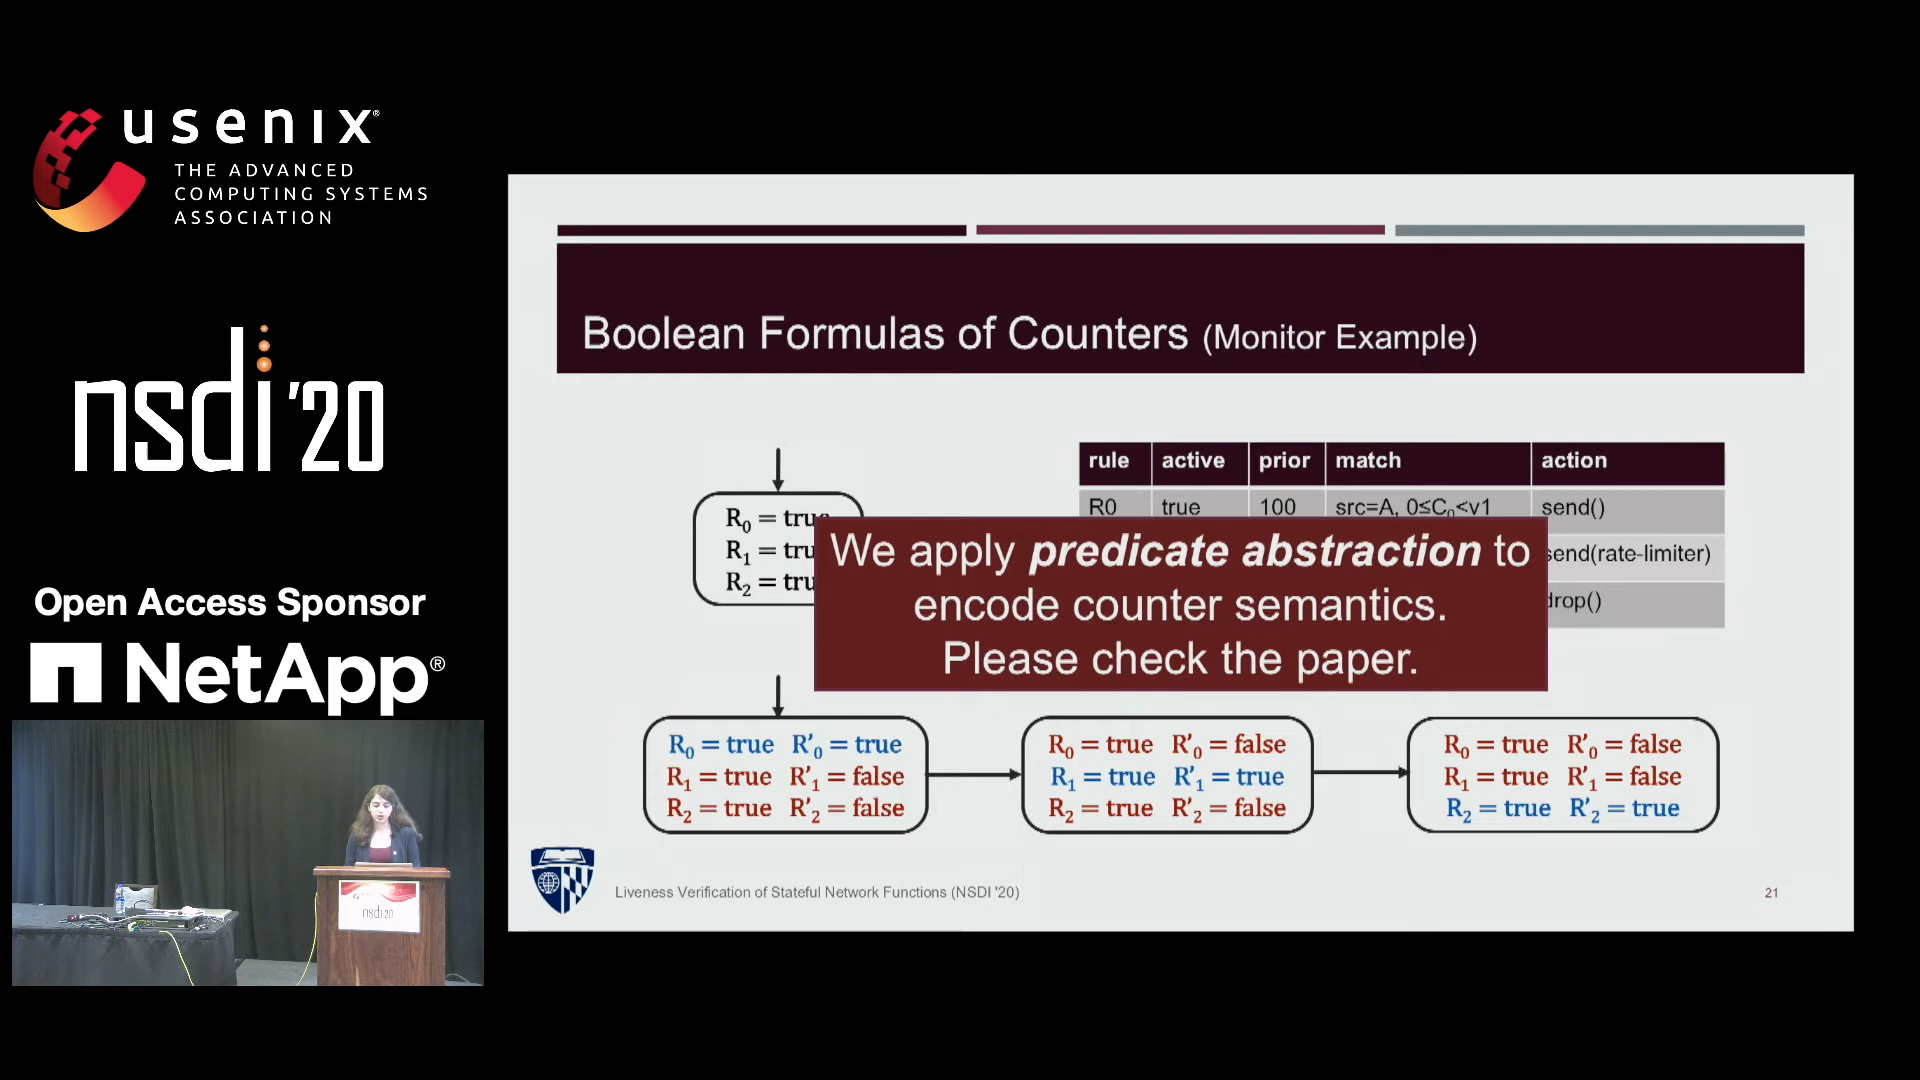 usenix®
THE ADVANCED
COMPUTING SYSTEMS
ASSOCIATION
nsdi '20
Open Access Sponsor
NetApp®
nsdi'20
Boolean Formulas of Counters (Monitor Example)
R₀ = true
R₁ = tru
R₂ = tru
rule active prior match action
R0 true 100 src=A, 0≤C₀<v1 send()
send(rate-limiter)
drop()
We apply predicate abstraction to
encode counter semantics.
Please check the paper.
R₀ = true R'₀ = true
R₁ = true R'₁ = false
R₂ = true R'₂ = false
R₀ = true R'₀ = false
R₁ = true R'₁ = true
R₂ = true R'₂ = false
R₀ = true R'₀ = false
R₁ = true R'₁ = false
R₂ = true R'₂ = true
Liveness Verification of Stateful Network Functions (NSDI '20)
21